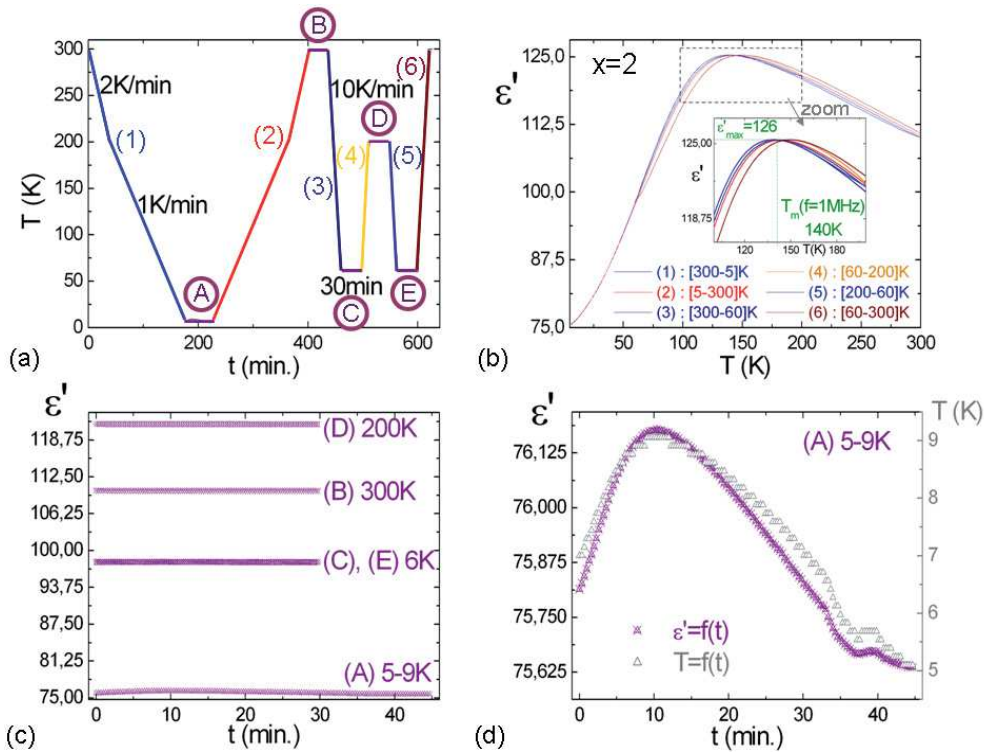 B
300
2K/min
250
10K/min
(6)
D
200
(1)
(2)
(4)
(5)
T (K)
150
(3)
1K/min
100
50
A
30min
C
E
0
0 200 400 600
t (min.)
(a)
125,0
x=2
ε'
zoom
ε'max=126
125,00
ε'
118,75
Tm(f=1MHz)
140K
120 150 180
T(K)
112,5
100,0
87,5
75,0
(1) : [300-5]K
(2) : [5-300]K
(3) : [300-60]K
(4) : [60-200]K
(5) : [200-60]K
(6) : [60-300]K
50 100 150 200 250 300
T (K)
(b)
ε'
118,75
(D) 200K
112,50
(B) 300K
106,25
100,00
(C), (E) 6K
93,75
87,50
81,25
(A) 5-9K
75,00
0 10 20 30 40
t (min.)
(c)
ε'
T (K)
(A) 5-9K
76,125
76,000
75,875
75,750
75,625
9
8
7
6
5
ε'=f(t)
T=f(t)
0 10 20 30 40
t (min.)
(d)